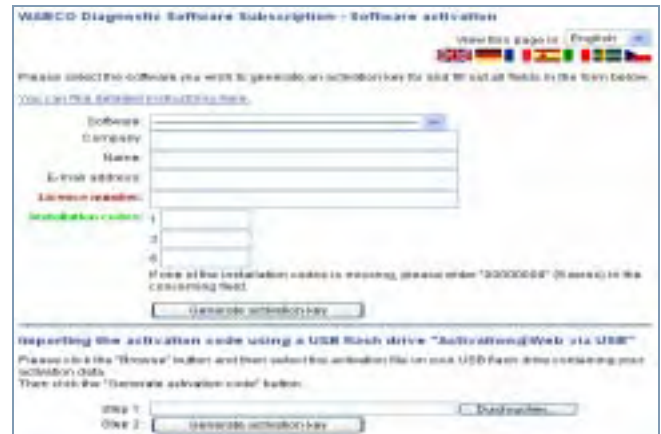 WABCO Diagnostic Software Subscription - Software activation
View this page in: English
Please select the software you wish to generate an activation key for and fill out all fields in the form below.
You can find detailed instructions here.
Software:
Company:
Name:
E-mail address:
Licence number:
Installation codes: 1
2
If one of the installation codes is missing, please enter "00000000" (8 zeros) in the
concerning field.
Generate activation key
Importing the activation code using a USB flash drive "Activation@Web via USB"
Please click the "Browse" button and then select the activation file on your USB flash drive containing your
activation data.
Then click the "Generate activation code" button.
Step 1
Durchsuchen...
Step 2
Generate activation key